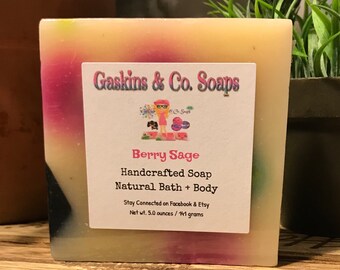 Gaskins & Co. Soaps
Berry Sage
Handcrafted Soap
Natural Bath + Body
Stay Connected on Facebook & Etsy
Net wt. 5.0 ounces / 141 grams